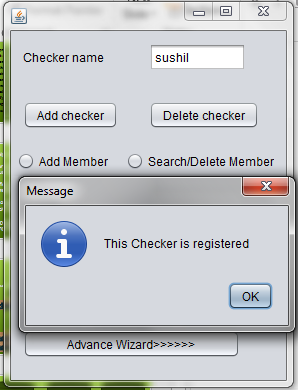 Checker name sushil
Add checker Delete checker
Add Member Search/Delete Member
Message
This Checker is registered
OK
Advance Wizard>>>>>>